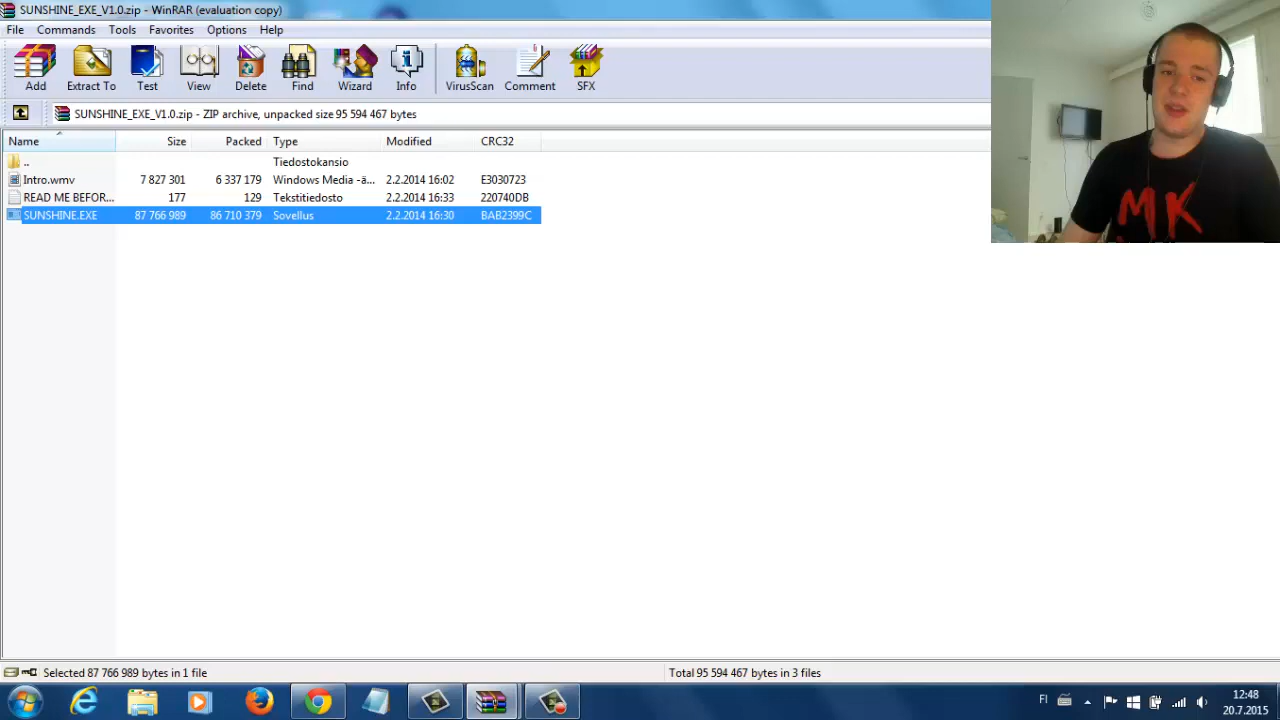 SUNSHINE_EXE_V1.0.zip - WinRAR (evaluation copy)
File Commands Tools Favorites Options Help
Add Extract To Test View Delete Find Wizard Info VirusScan Comment SFX
SUNSHINE_EXE_V1.0.zip - ZIP archive, unpacked size 95 594 467 bytes
Name Size Packed Type Modified CRC32
.. Tiedostokansio
Intro.wmv 7 827 301 6 337 179 Windows Media -ä... 2.2.2014 16:02 E3030723
READ ME BEFOR... 177 129 Tekstitiedosto 2.2.2014 16:33 220740DB
SUNSHINE.EXE 87 766 989 86 710 379 Sovellus 2.2.2014 16:30 BAB2399C
MK
Selected 87 766 989 bytes in 1 file Total 95 594 467 bytes in 3 files
FI 12:48
20.7.2015